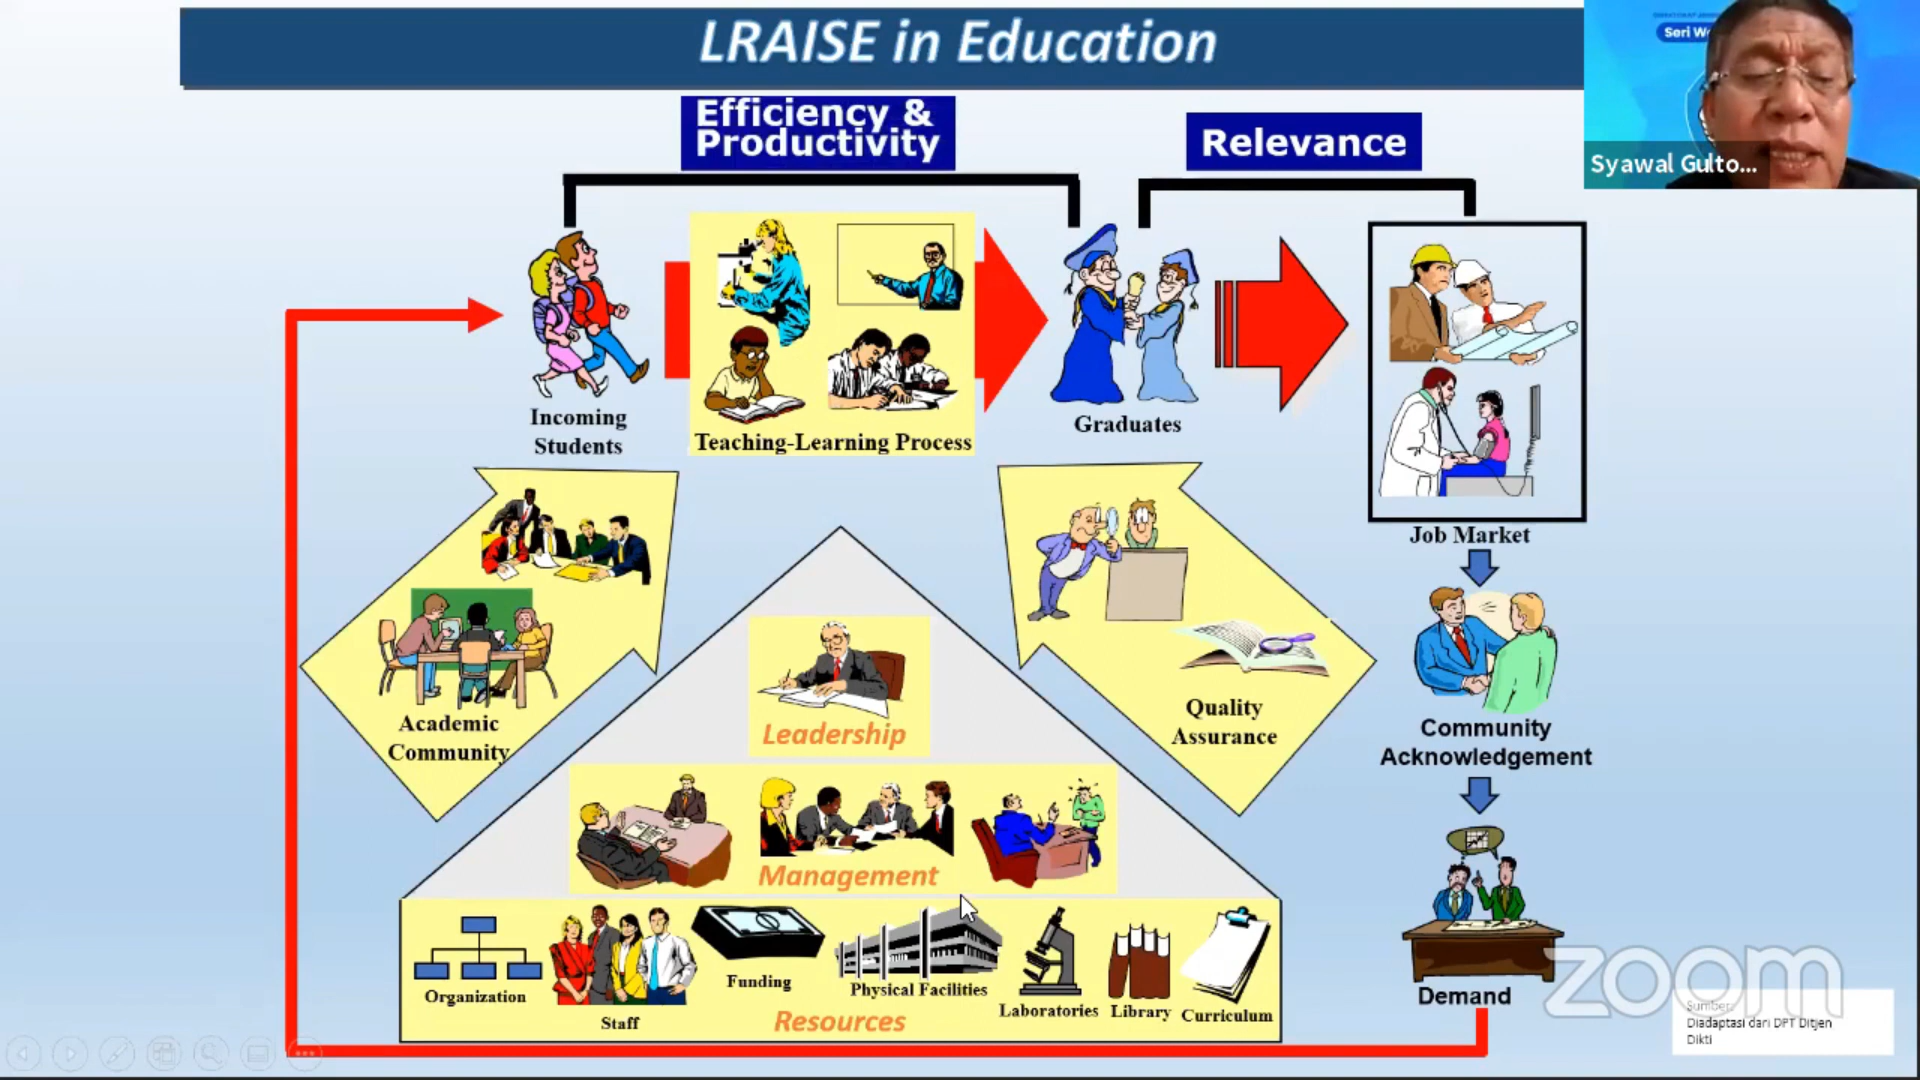 LRAISE in Education
Seri
Syawal Gulto...
Efficiency &
Productivity
Relevance
Incoming
Students
Teaching-Learning Process
Graduates
Job Market
Academic
Community
Quality
Assurance
Community
Acknowledgement
Leadership
Management
Organization
Staff
Funding
Physical Facilities
Laboratories
Library
Curriculum
Resources
Demand
zoom
Sumber:
Diadaptasi dari DPT Ditjen
Dikti